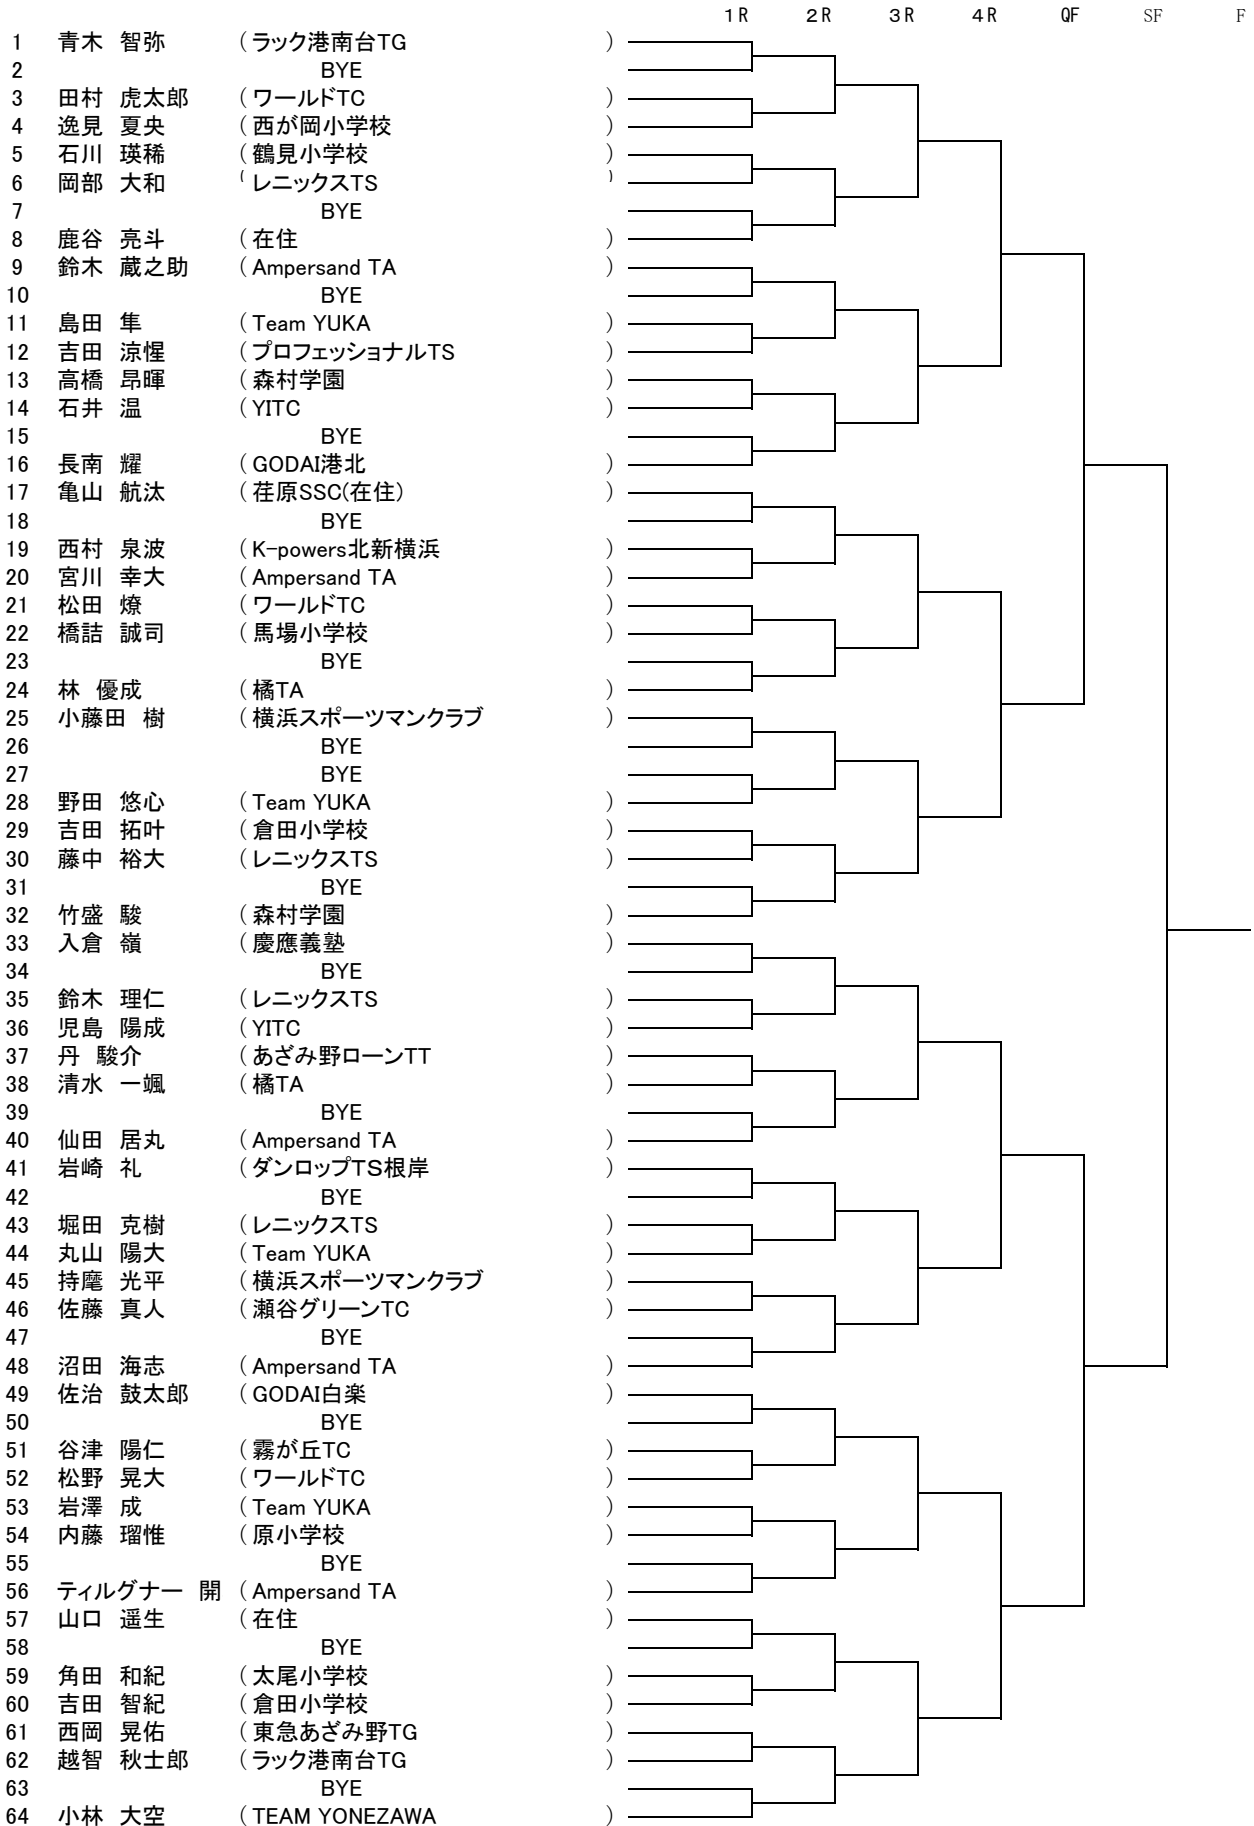 １R ２R ３R ４R QF SF F
1 青木 智弥 ( ラック港南台TG )
2 BYE
3 田村 虎太郎 ( ワールドTC )
4 逸見 夏央 ( 西が岡小学校 )
5 石川 瑛稀 ( 鶴見小学校 )
6 岡部 大和 ( レニックスTS )
7 BYE
8 鹿谷 亮斗 ( 在住 )
9 鈴木 蔵之助 ( Ampersand TA )
10 BYE
11 島田 隼 ( Team YUKA )
12 吉田 涼惺 ( プロフェッショナルTS )
13 高橋 昂暉 ( 森村学園 )
14 石井 温 ( YITC )
15 BYE
16 長南 耀 ( GODAI港北 )
17 亀山 航汰 ( 荏原SSC(在住) )
18 BYE
19 西村 泉波 ( K-powers北新横浜 )
20 宮川 幸大 ( Ampersand TA )
21 松田 燎 ( ワールドTC )
22 橋詰 誠司 ( 馬場小学校 )
23 BYE
24 林 優成 ( 橘TA )
25 小藤田 樹 ( 横浜スポーツマンクラブ )
26 BYE
27 BYE
28 野田 悠心 ( Team YUKA )
29 吉田 拓叶 ( 倉田小学校 )
30 藤中 裕大 ( レニックスTS )
31 BYE
32 竹盛 駿 ( 森村学園 )
33 入倉 嶺 ( 慶應義塾 )
34 BYE
35 鈴木 理仁 ( レニックスTS )
36 児島 陽成 ( YITC )
37 丹 駿介 ( あざみ野ローンTT )
38 清水 一颯 ( 橘TA )
39 BYE
40 仙田 居丸 ( Ampersand TA )
41 岩崎 礼 ( ダンロップTＳ根岸 )
42 BYE
43 堀田 克樹 ( レニックスTS )
44 丸山 陽大 ( Team YUKA )
45 持麾 光平 ( 横浜スポーツマンクラブ )
46 佐藤 真人 ( 瀬谷グリーンTC )
47 BYE
48 沼田 海志 ( Ampersand TA )
49 佐治 鼓太郎 ( GODAI白楽 )
50 BYE
51 谷津 陽仁 ( 霧が丘TC )
52 松野 晃大 ( ワールドTC )
53 岩澤 成 ( Team YUKA )
54 内藤 瑠惟 ( 原小学校 )
55 BYE
56 ティルグナー 開 ( Ampersand TA )
57 山口 遥生 ( 在住 )
58 BYE
59 角田 和紀 ( 太尾小学校 )
60 吉田 智紀 ( 倉田小学校 )
61 西岡 晃佑 ( 東急あざみ野TG )
62 越智 秋士郎 ( ラック港南台TG )
63 BYE
64 小林 大空 ( TEAM YONEZAWA )